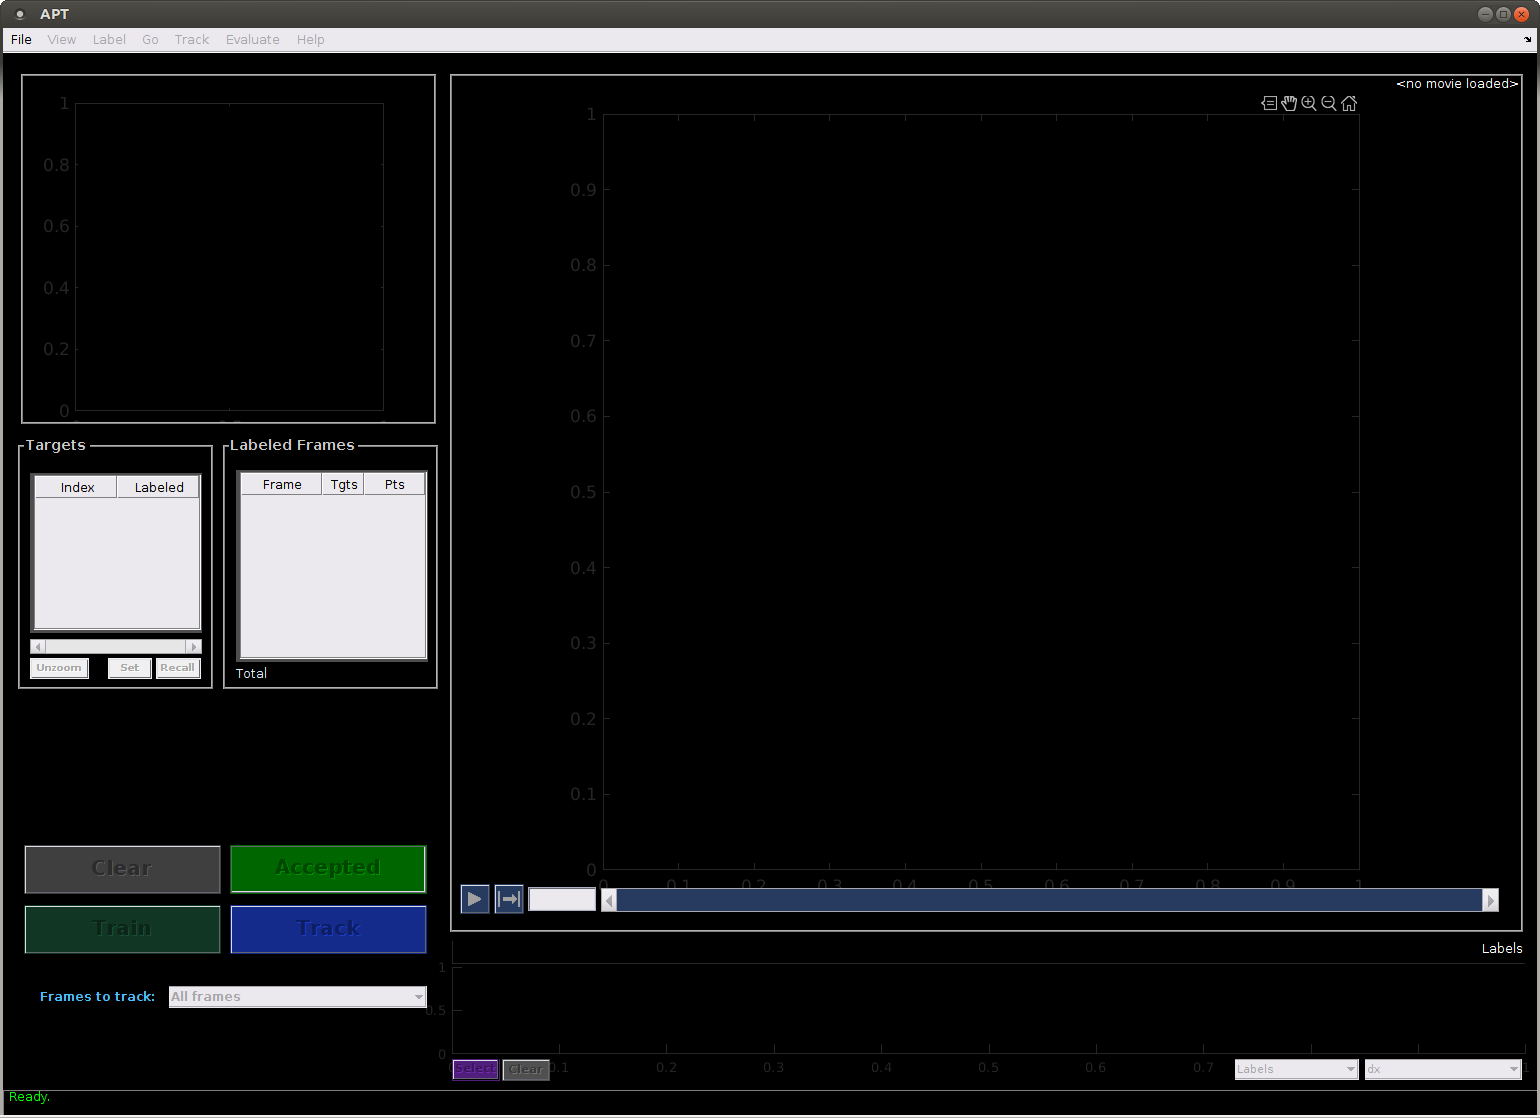 APT
File View Label Go Track Evaluate Help
<no movie loaded>
1
0.8
0.6
0.4
0.2
0
1
0.9
0.8
0.7
0.6
0.5
0.4
0.3
0.2
0.1
0
0 0.1 0.2 0.3 0.4 0.5 0.6 0.7 0.8 0.9
Targets
Index Labeled
Unzoom Set Recall
Labeled Frames
Frame Tgts Pts
Total
Clear Accepted
Train Track
Frames to track: All frames
Labels
1
0.5
0
0.1 0.2 0.3 0.4 0.5 0.6 0.7 1
Select Clear Labels dx
Ready.